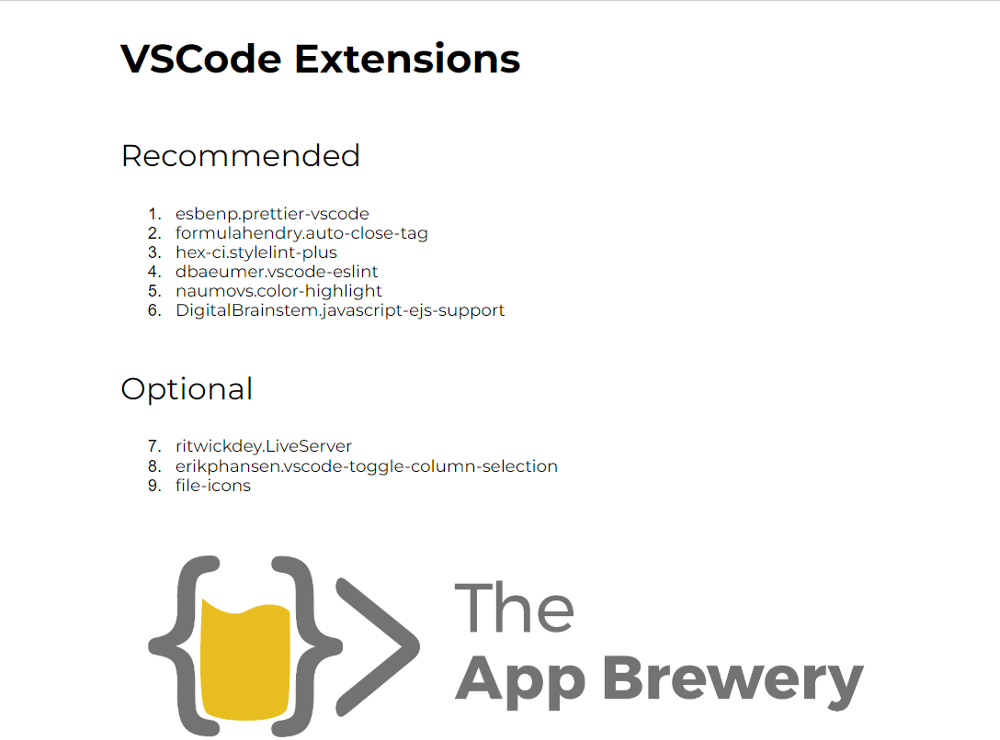 VSCode Extensions
Recommended
1. esbenp.prettier-vscode
2. formulahendry.auto-close-tag
3. hex-ci.stylelint-plus
4. dbaeumer.vscode-eslint
5. naumovs.color-highlight
6. DigitalBrainstem.javascript-ejs-support
Optional
7. ritwickdey.LiveServer
8. erikphansen.vscode-toggle-column-selection
9. file-icons
The
App Brewery